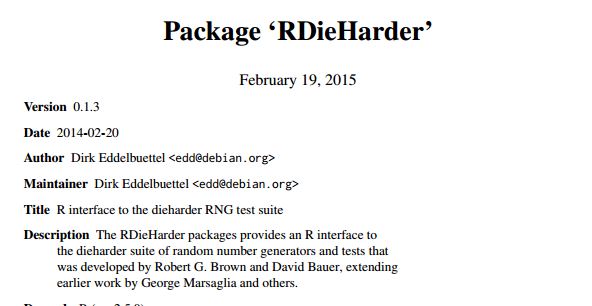 Package ‘RDieHarder’
February 19, 2015
Version 0.1.3
Date 2014-02-20
Author Dirk Eddelbuettel <edd@debian.org>
Maintainer Dirk Eddelbuettel <edd@debian.org>
Title R interface to the dieharder RNG test suite
Description The RDieHarder packages provides an R interface to
the dieharder suite of random number generators and tests that
was developed by Robert G. Brown and David Bauer, extending
earlier work by George Marsaglia and others.